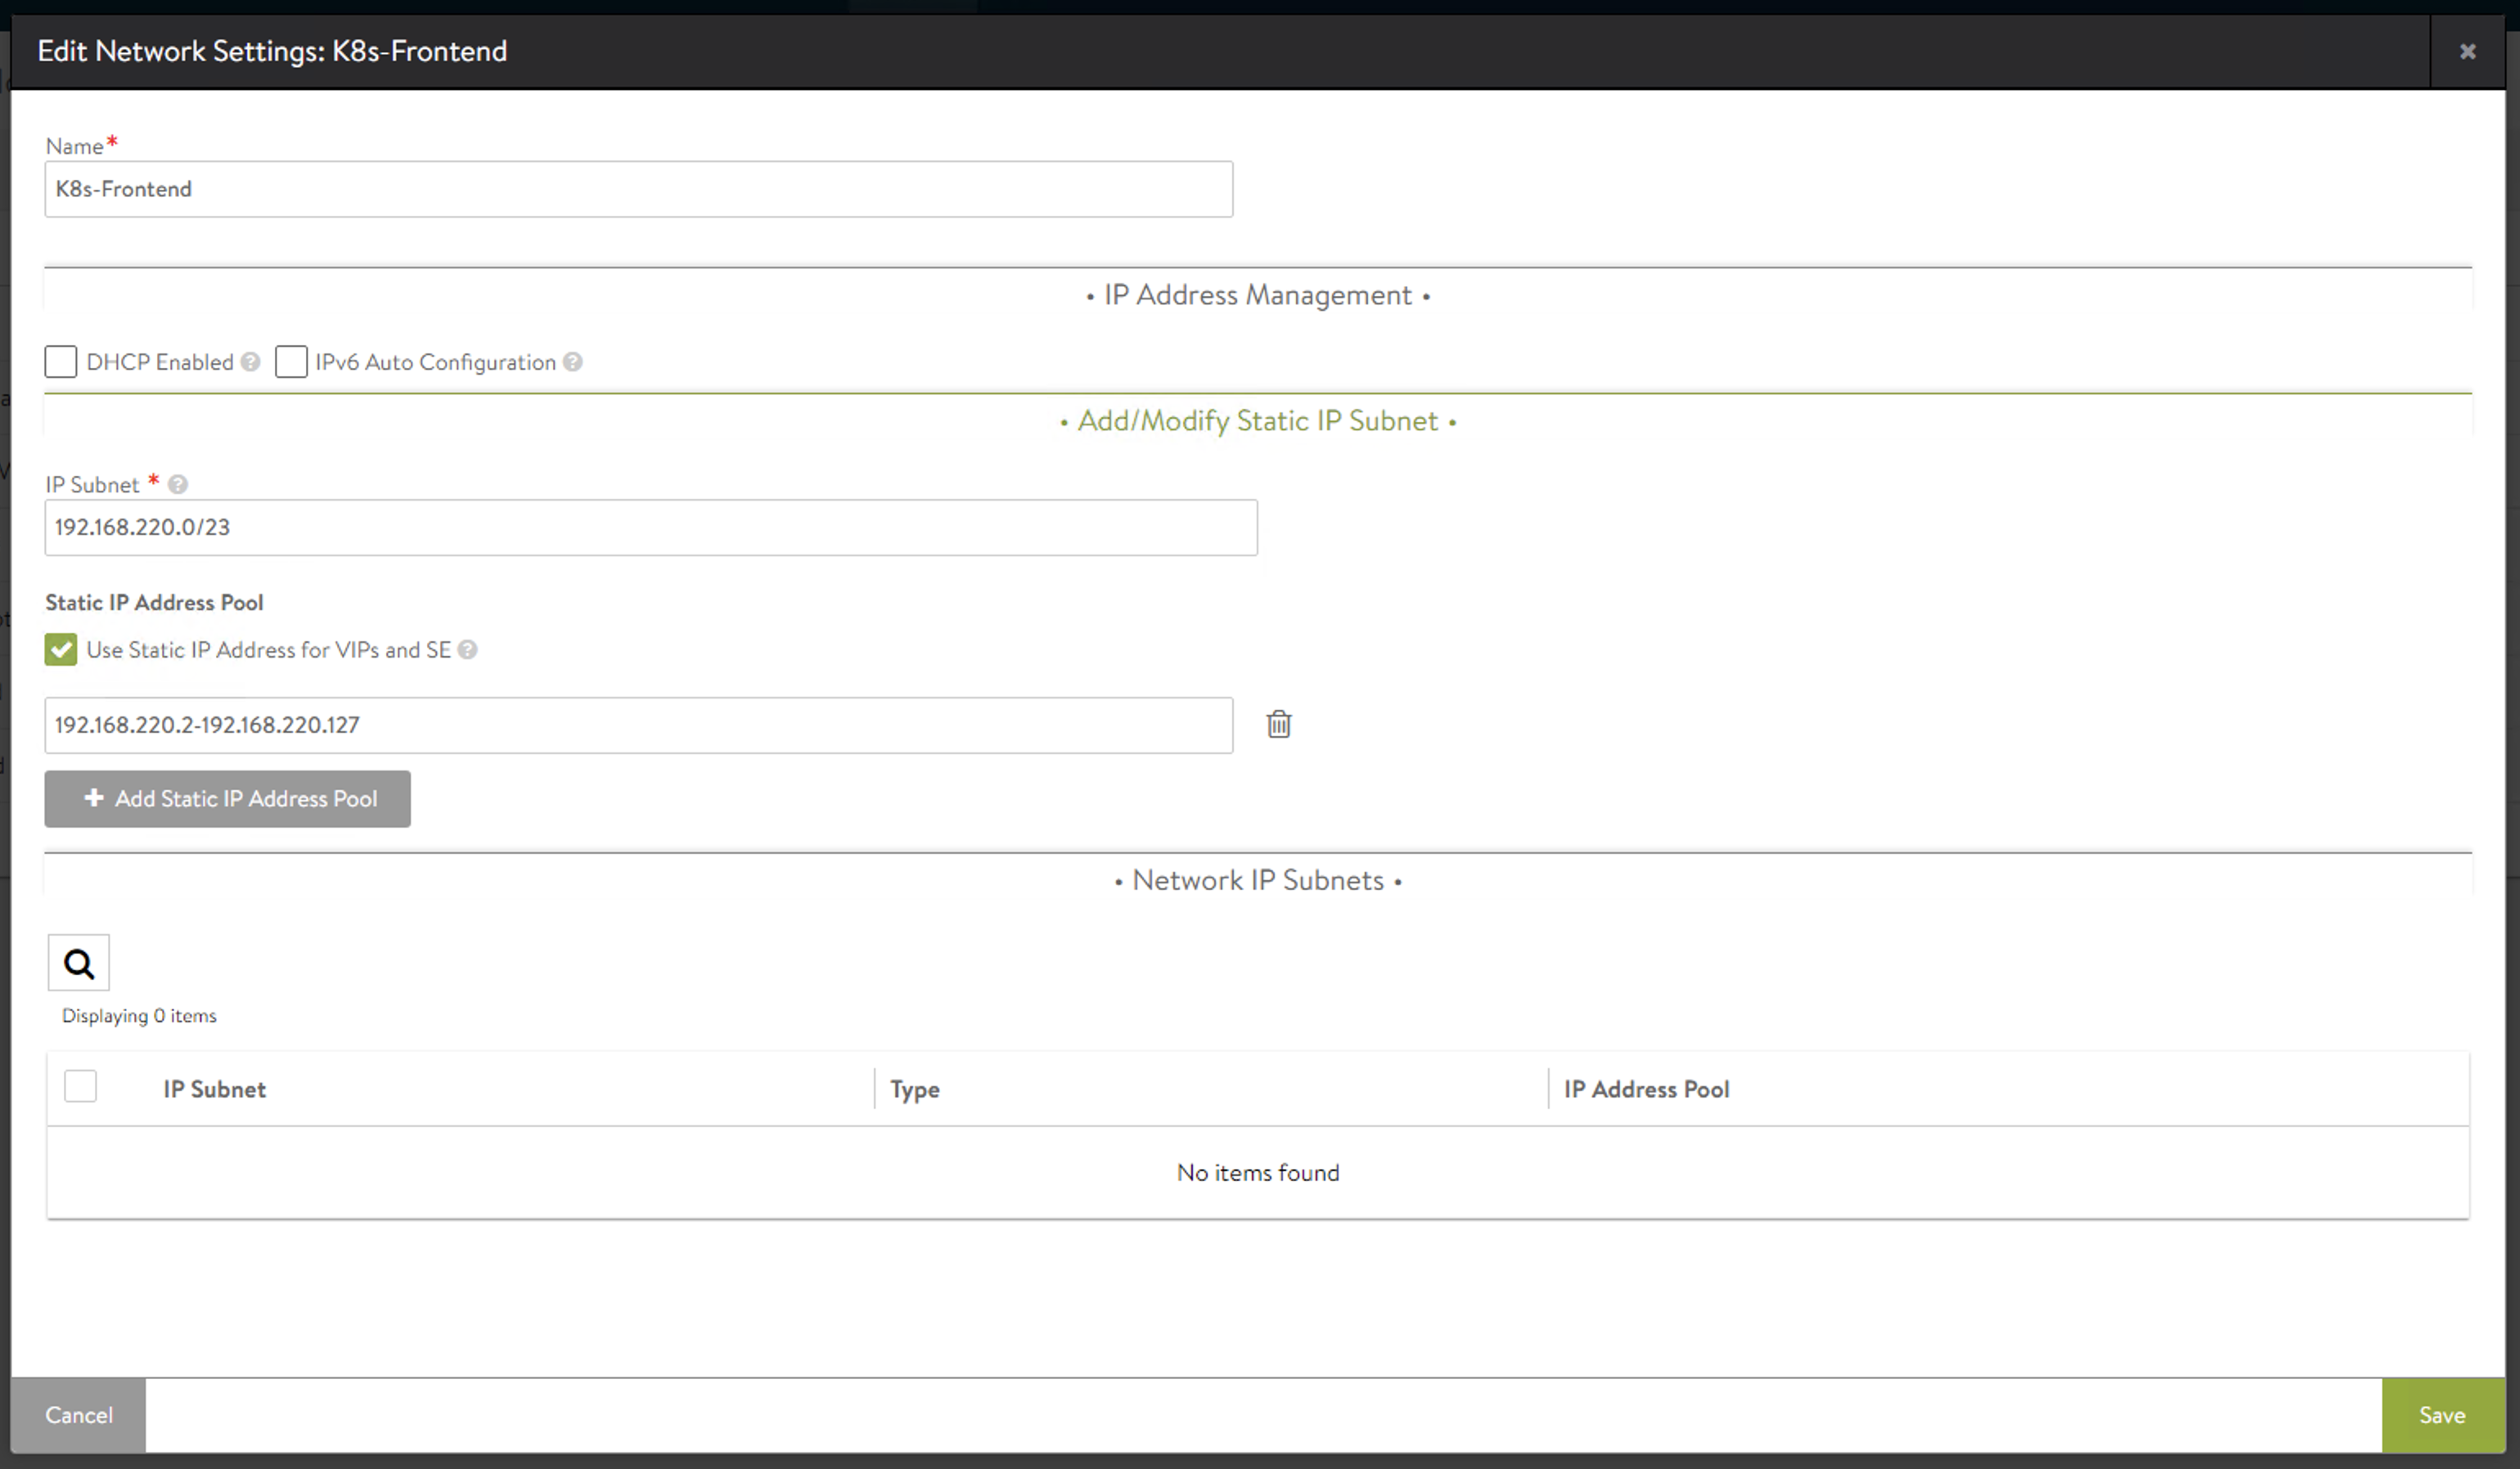 Edit Network Settings: K8s-Frontend
Name*
K8s-Frontend
• IP Address Management •
DHCP Enabled ? IPv6 Auto Configuration ?
• Add/Modify Static IP Subnet •
IP Subnet * ?
192.168.220.0/23
Static IP Address Pool
Use Static IP Address for VIPs and SE ?
192.168.220.2-192.168.220.127
+ Add Static IP Address Pool
• Network IP Subnets •
Displaying 0 items
IP Subnet Type IP Address Pool
No items found
Cancel Save